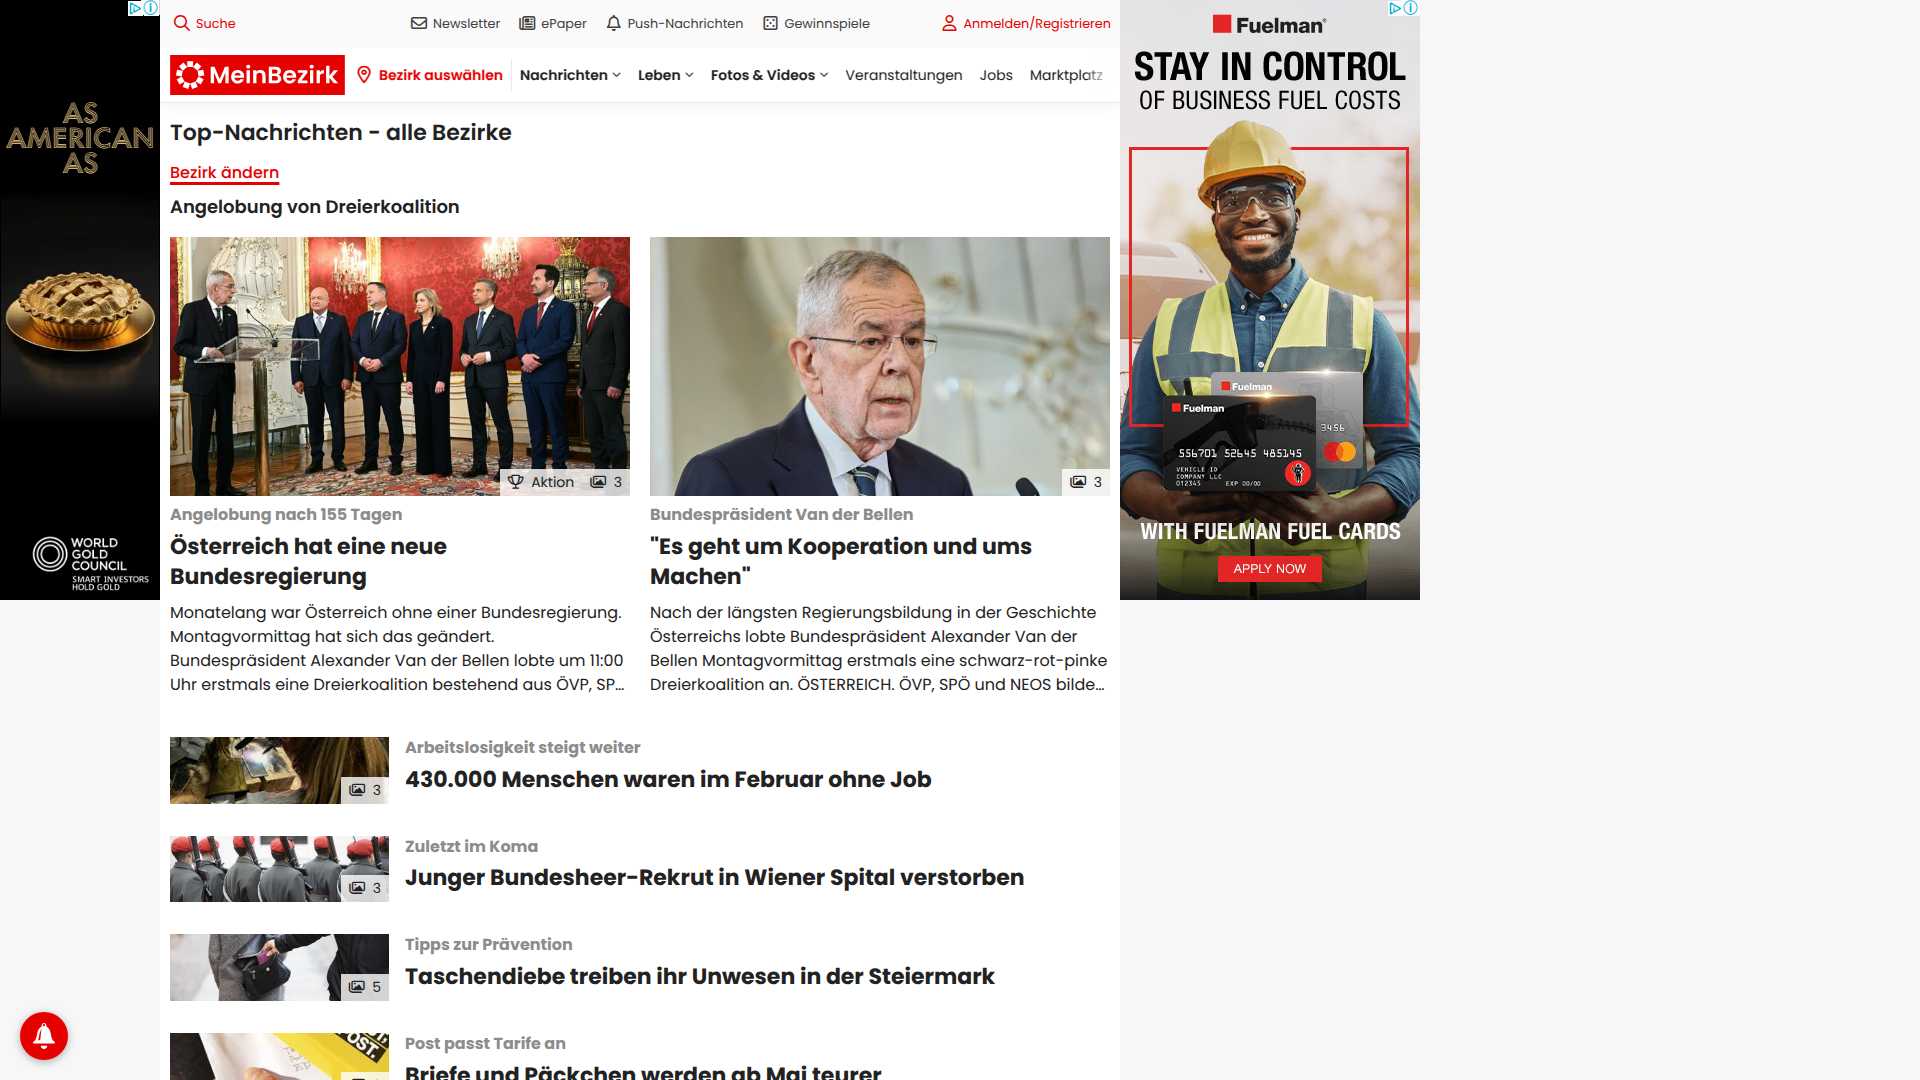 Suche
Newsletter
ePaper
Push-Nachrichten
Gewinnspiele
Anmelden/Registrieren
MeinBezirk
Bezirk auswählen
Nachrichten
Leben
Fotos & Videos
Veranstaltungen
Jobs
Marktplatz
Top-Nachrichten - alle Bezirke
Bezirk ändern
Angelobung von Dreierkoalition
Aktion
3
Angelobung nach 155 Tagen
Österreich hat eine neue
Bundesregierung
Monatelang war Österreich ohne einer Bundesregierung.
Montagvormittag hat sich das geändert.
Bundespräsident Alexander Van der Bellen lobte um 11:00
Uhr erstmals eine Dreierkoalition bestehend aus ÖVP, SP...
3
Bundespräsident Van der Bellen
"Es geht um Kooperation und ums
Machen"
Nach der längsten Regierungsbildung in der Geschichte
Österreichs lobte Bundespräsident Alexander Van der
Bellen Montagvormittag erstmals eine schwarz-rot-pinke
Dreierkoalition an. ÖSTERREICH. ÖVP, SPÖ und NEOS bilde...
3
Arbeitslosigkeit steigt weiter
430.000 Menschen waren im Februar ohne Job
3
Zuletzt im Koma
Junger Bundesheer-Rekrut in Wiener Spital verstorben
5
Tipps zur Prävention
Taschendiebe treiben ihr Unwesen in der Steiermark
Post passt Tarife an
Briefe und Päckchen werden ab Mai teurer
AS
AMERICAN
AS
WORLD
GOLD
COUNCIL
SMART INVESTORS
HOLD GOLD
Fuelman
STAY IN CONTROL
OF BUSINESS FUEL COSTS
Fuelman
Fuelman
3456
556701 52645 485145
VEHICLE ID
COMPANY LLC
012345 EXP 00/00
WITH FUELMAN FUEL CARDS
APPLY NOW